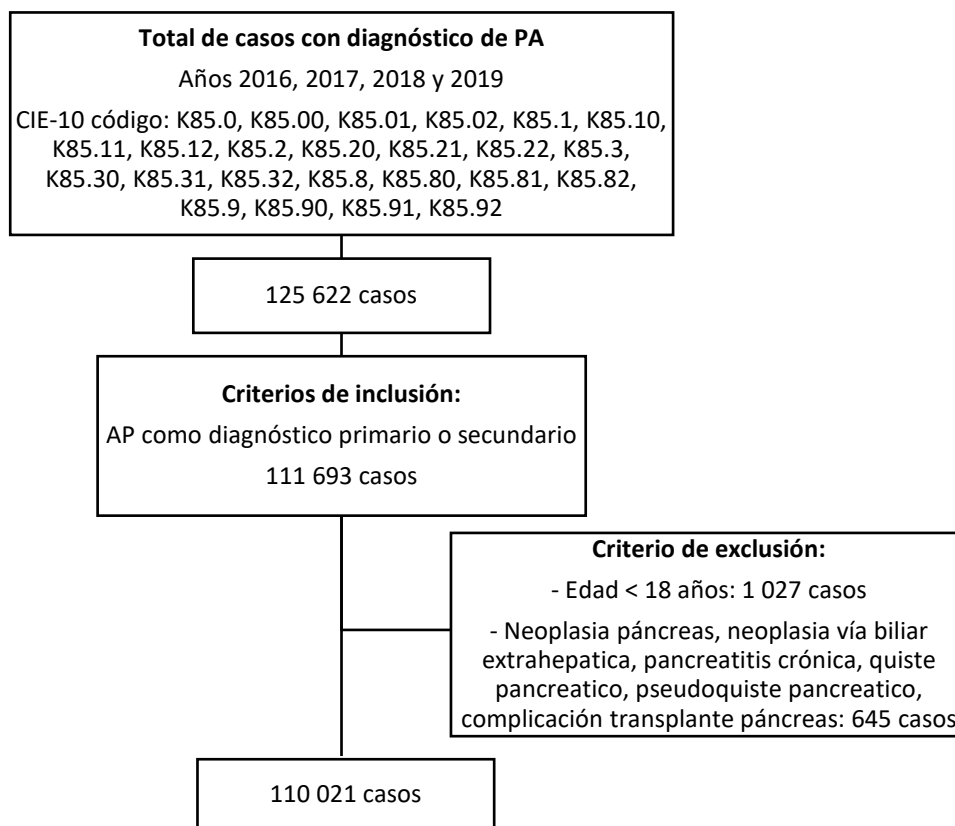 Total de casos con diagnóstico de PA
Años 2016, 2017, 2018 y 2019
CIE-10 código: K85.0, K85.00, K85.01, K85.02, K85.1, K85.10,
K85.11, K85.12, K85.2, K85.20, K85.21, K85.22, K85.3,
K85.30, K85.31, K85.32, K85.8, K85.80, K85.81, K85.82,
K85.9, K85.90, K85.91, K85.92
125 622 casos
Criterios de inclusión:
AP como diagnóstico primario o secundario
111 693 casos
Criterio de exclusión:
- Edad < 18 años: 1 027 casos
- Neoplasia páncreas, neoplasia vía biliar
extrahepatica, pancreatitis crónica, quiste
pancreatico, pseudoquiste pancreatico,
complicación transplante páncreas: 645 casos
110 021 casos